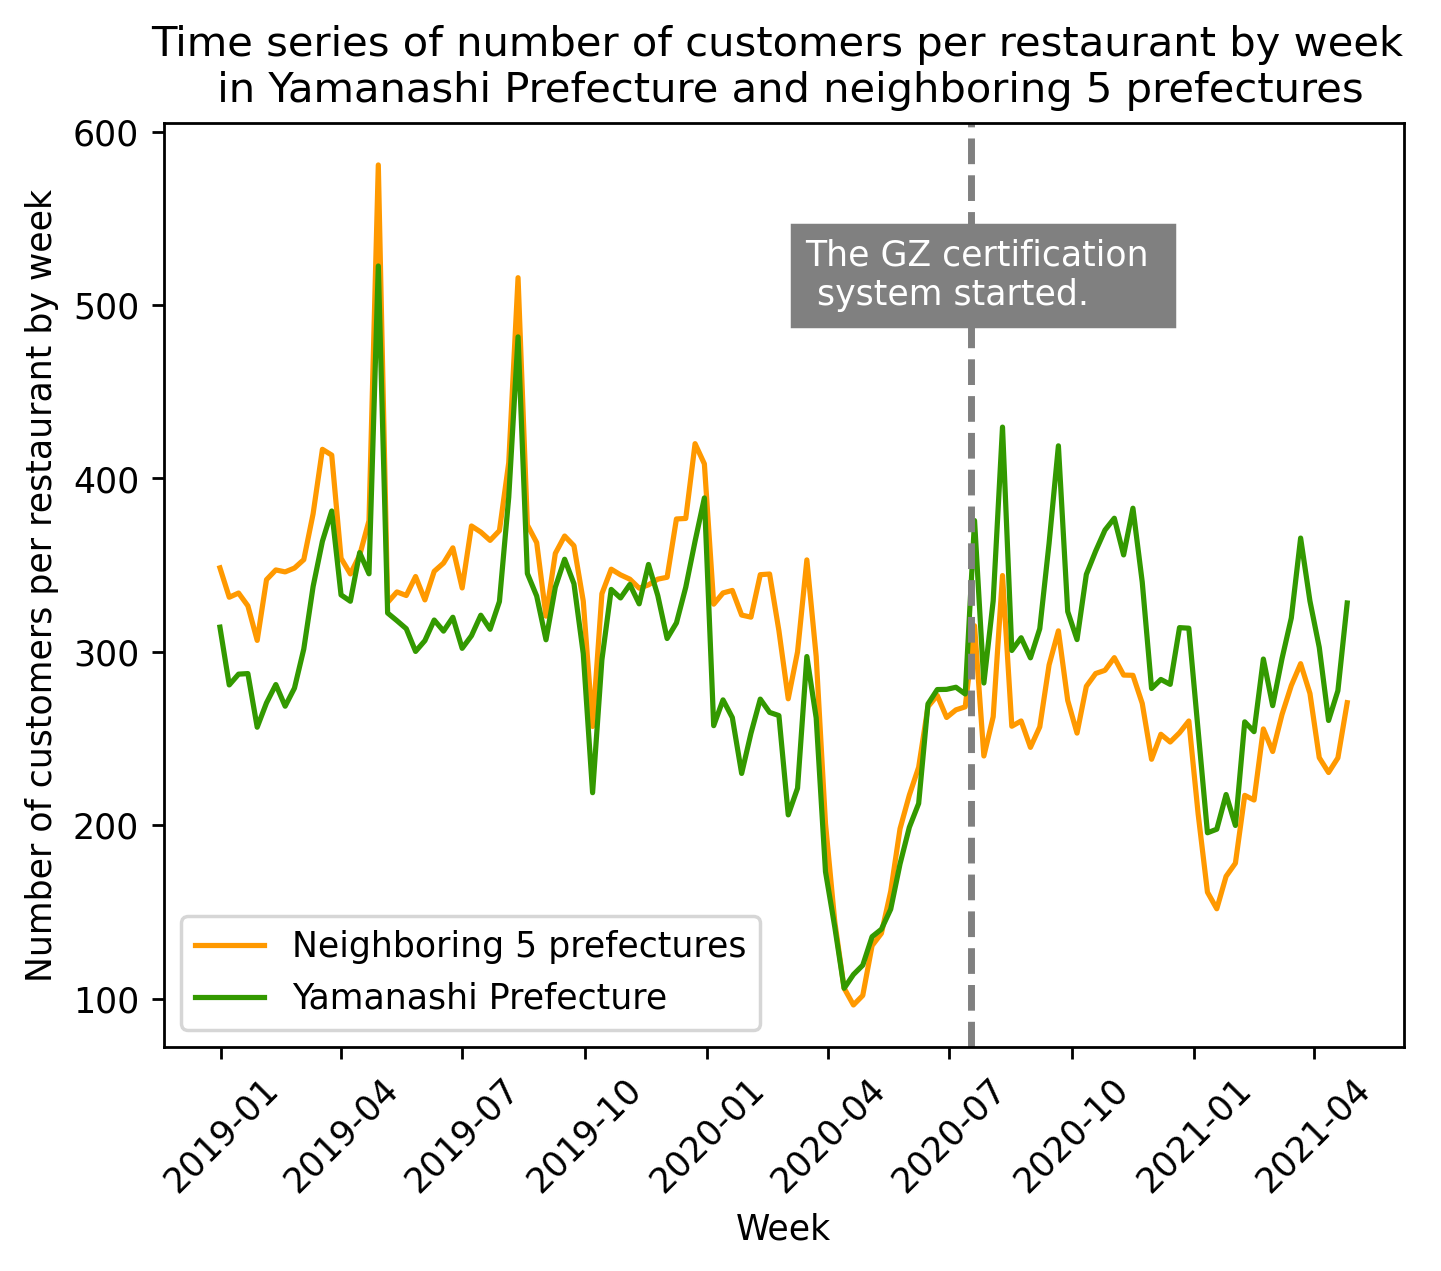 Time series of number of customers per restaurant by week
in Yamanashi Prefecture and neighboring 5 prefectures
Number of customers per restaurant by week
600
500
400
300
200
100
The GZ certification
system started.
Neighboring 5 prefectures
Yamanashi Prefecture
2019-01
2019-04
2019-07
2019-10
2020-01
2020-04
2020-07
2020-10
2021-01
2021-04
Week